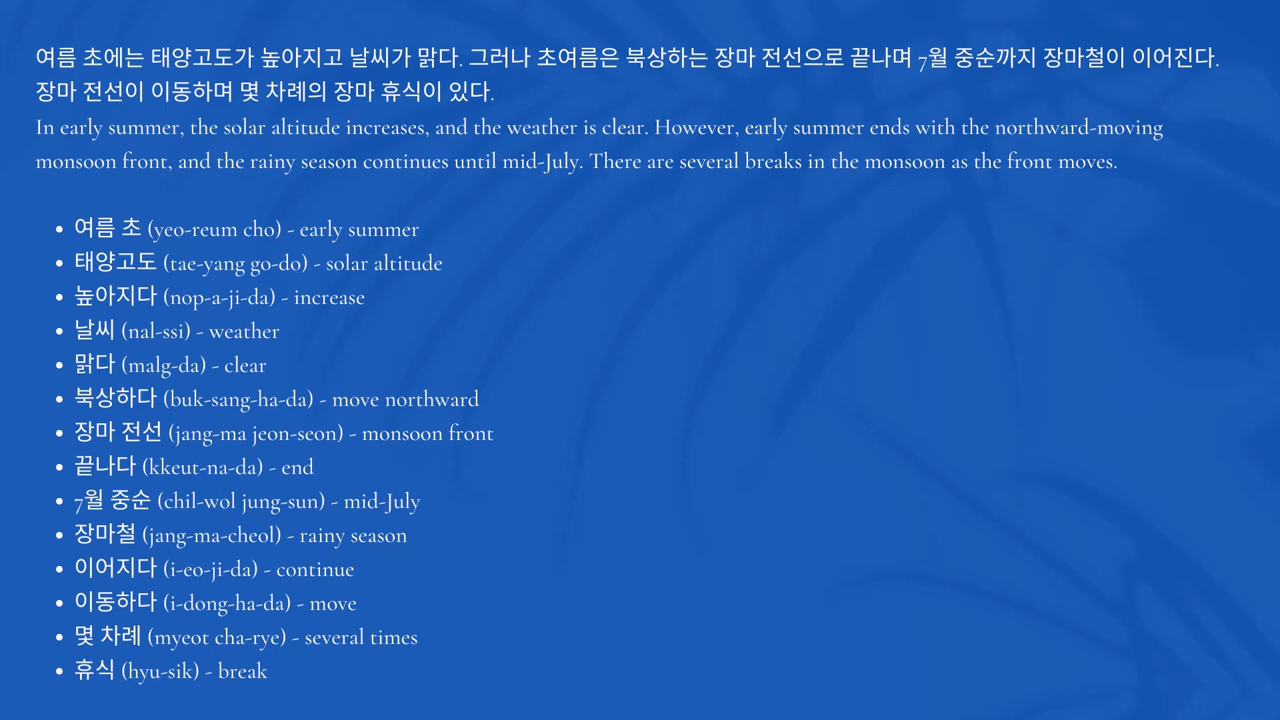 여름 초에는 태양고도가 높아지고 날씨가 맑다. 그러나 초여름은 북상하는 장마 전선으로 끝나며 7월 중순까지 장마철이 이어진다.
장마 전선이 이동하며 몇 차례의 장마 휴식이 있다.
In early summer, the solar altitude increases, and the weather is clear. However, early summer ends with the northward-moving
monsoon front, and the rainy season continues until mid-July. There are several breaks in the monsoon as the front moves.
• 여름 초 (yeo-reum cho) - early summer
• 태양고도 (tae-yang go-do) - solar altitude
• 높아지다 (nop-a-ji-da) - increase
• 날씨 (nal-ssi) - weather
• 맑다 (malg-da) - clear
• 북상하다 (buk-sang-ha-da) - move northward
• 장마 전선 (jang-ma jeon-seon) - monsoon front
• 끝나다 (kkeut-na-da) - end
• 7월 중순 (chil-wol jung-sun) - mid-July
• 장마철 (jang-ma-cheol) - rainy season
• 이어지다 (i-eo-ji-da) - continue
• 이동하다 (i-dong-ha-da) - move
• 몇 차례 (myeot cha-rye) - several times
• 휴식 (hyu-sik) - break